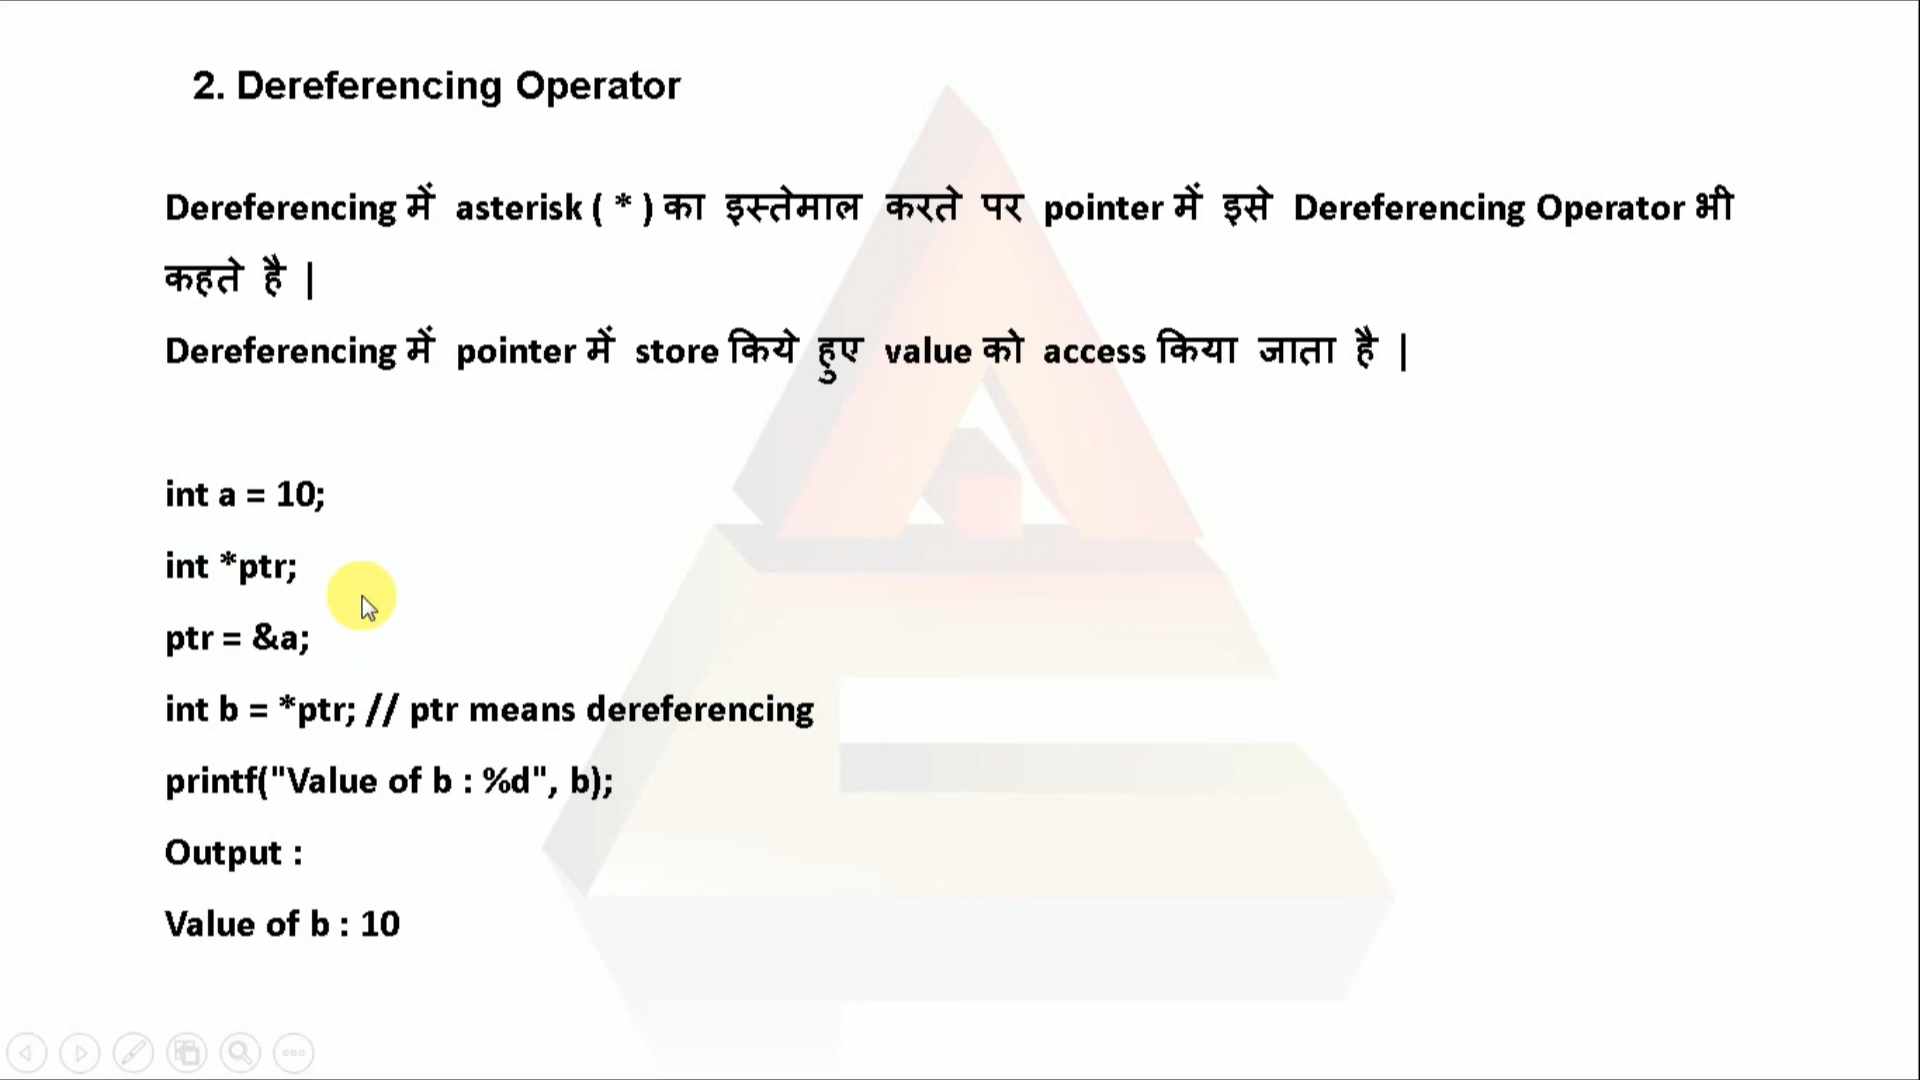 2. Dereferencing Operator
Dereferencing में asterisk ( * ) का इस्तेमाल करते पर pointer में इसे Dereferencing Operator भी
कहते है |
Dereferencing में pointer में store किये हुए value को access किया जाता है |
int a = 10;
int *ptr;
ptr = &a;
int b = *ptr; // ptr means dereferencing
printf("Value of b : %d", b);
Output :
Value of b : 10